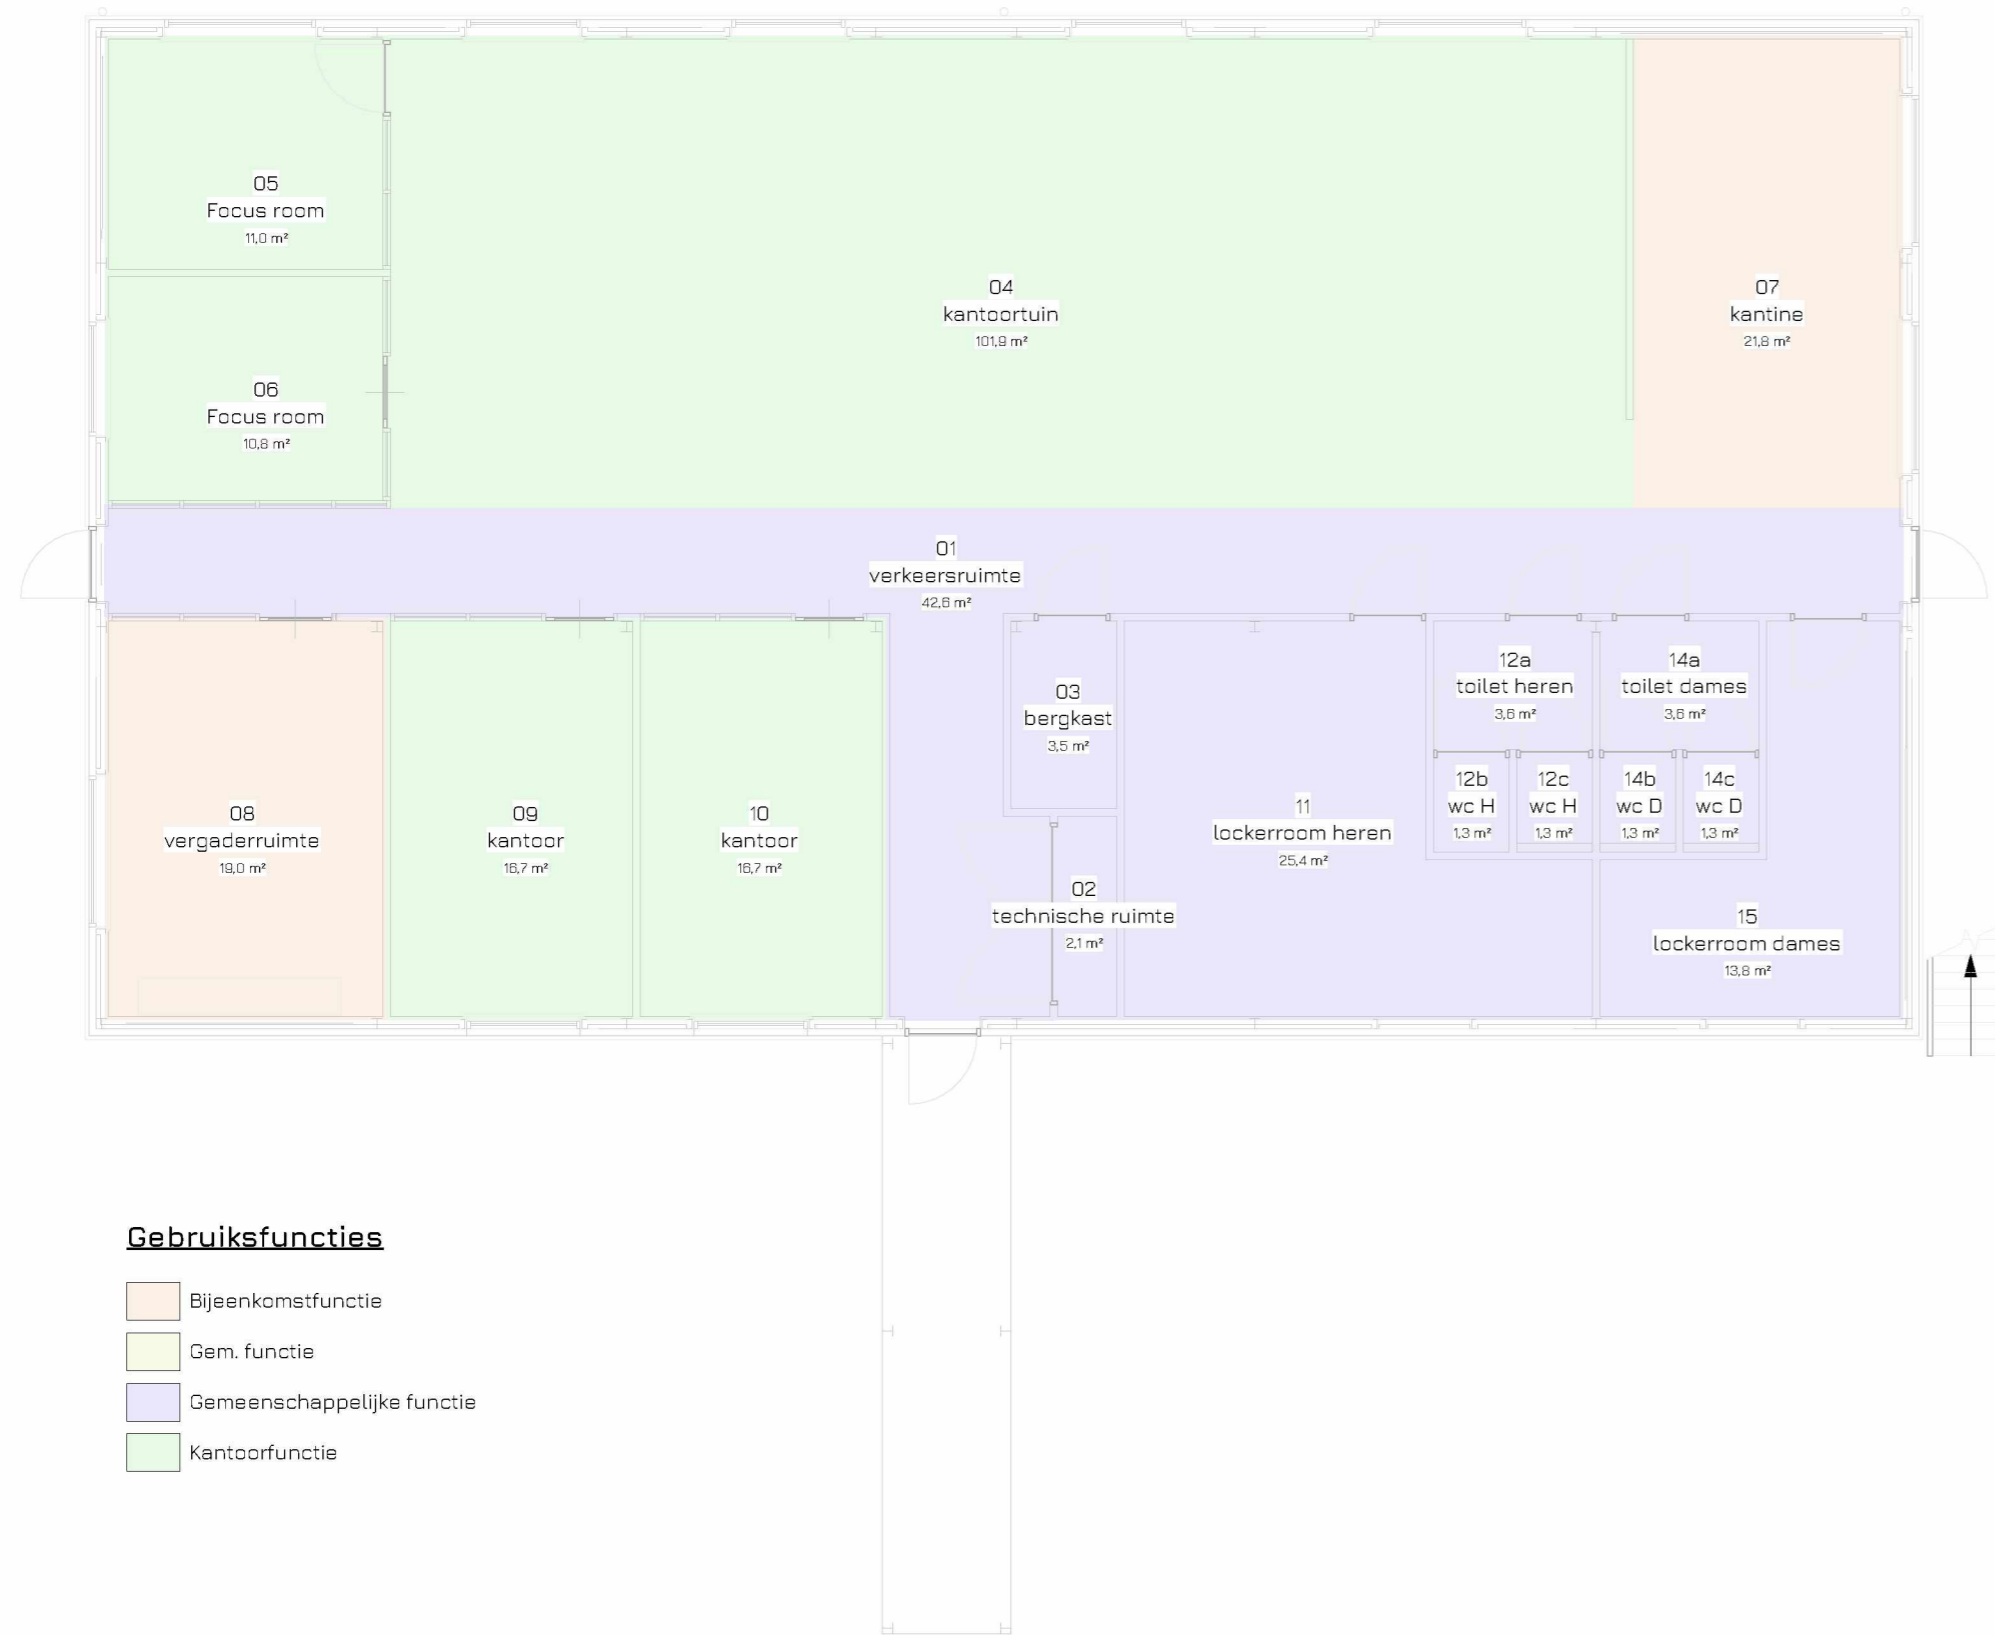 05
Focus room
11,0 m²
04
kantoortuin
101,9 m²
07
kantine
21,8 m²
06
Focus room
10,8 m²
01
verkeersruimte
42,6 m²
03
bergkast
3,5 m²
12a
toilet heren
3,6 m²
14a
toilet dames
3,6 m²
12b
wc H
1,3 m²
12c
wc H
1,3 m²
14b
wc D
1,3 m²
14c
wc D
1,3 m²
08
vergaderruimte
19,0 m²
09
kantoor
16,7 m²
10
kantoor
16,7 m²
11
lockerroom heren
25,4 m²
02
technische ruimte
2,1 m²
15
lockerroom dames
13,8 m²
Gebruiksfuncties
Bijeenkomstfunctie
Gem. functie
Gemeenschappelijke functie
Kantoorfunctie